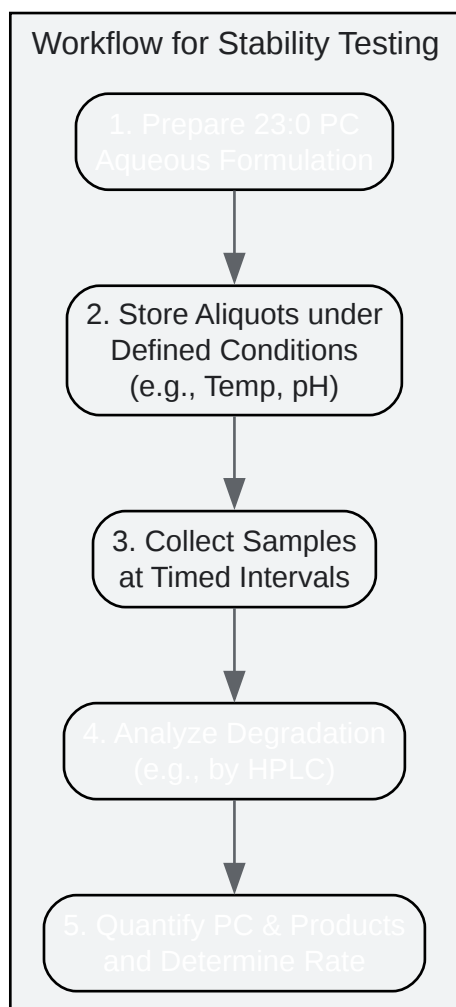 Workflow for Stability Testing
1. Prepare 23:0 PC
Aqueous Formulation
2. Store Aliquots under
Defined Conditions
(e.g., Temp, pH)
3. Collect Samples
at Timed Intervals
4. Analyze Degradation
(e.g., by HPLC)
5. Quantify PC & Products
and Determine Rate